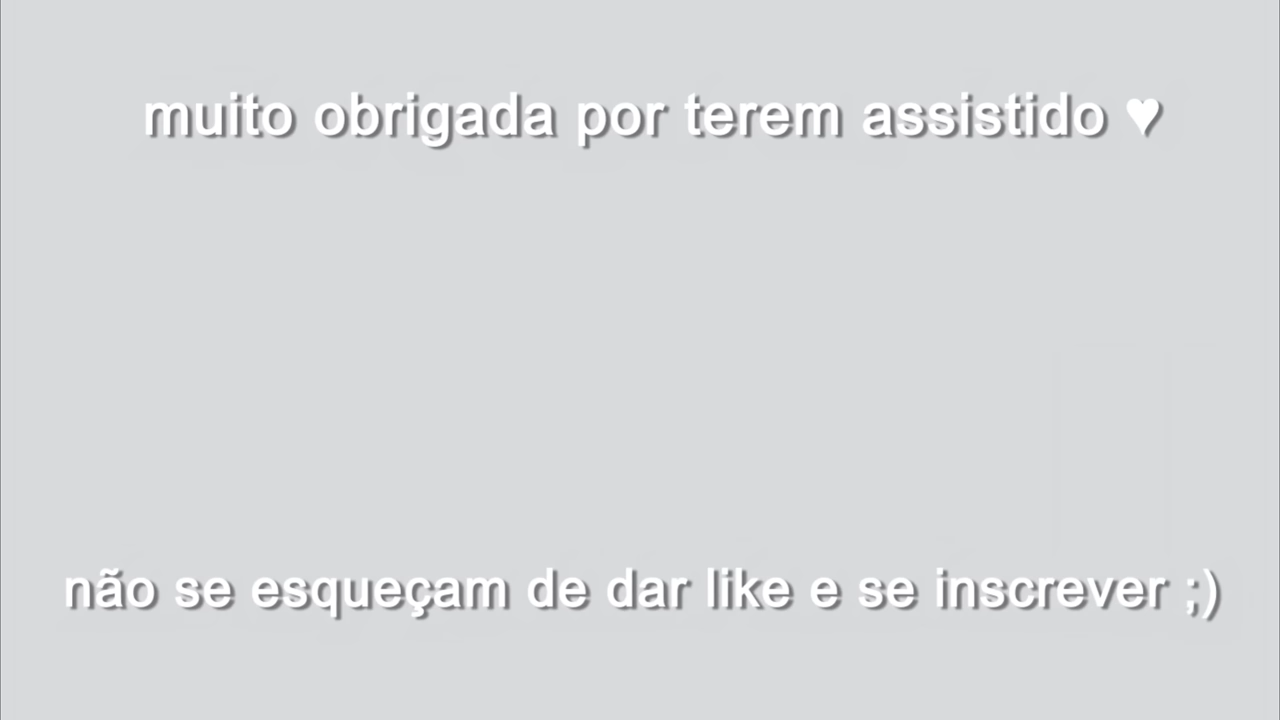 muito obrigada por terem assistido ♥
não se esqueçam de dar like e se inscrever ;)